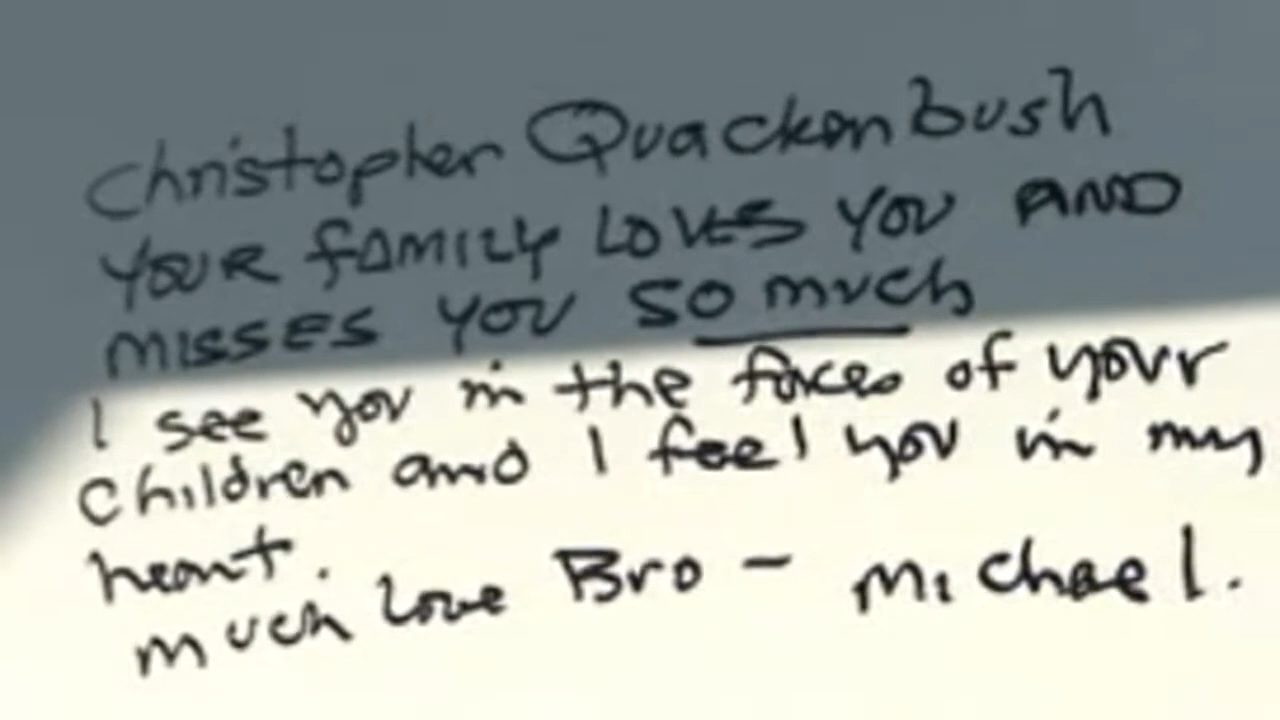 Christopher Quackenbush
YOUR FAMILY LOVES YOU AND
MISSES YOU SO much
I see you in the faces of your
children and I feel you in my
heart.
much love Bro - Michael.